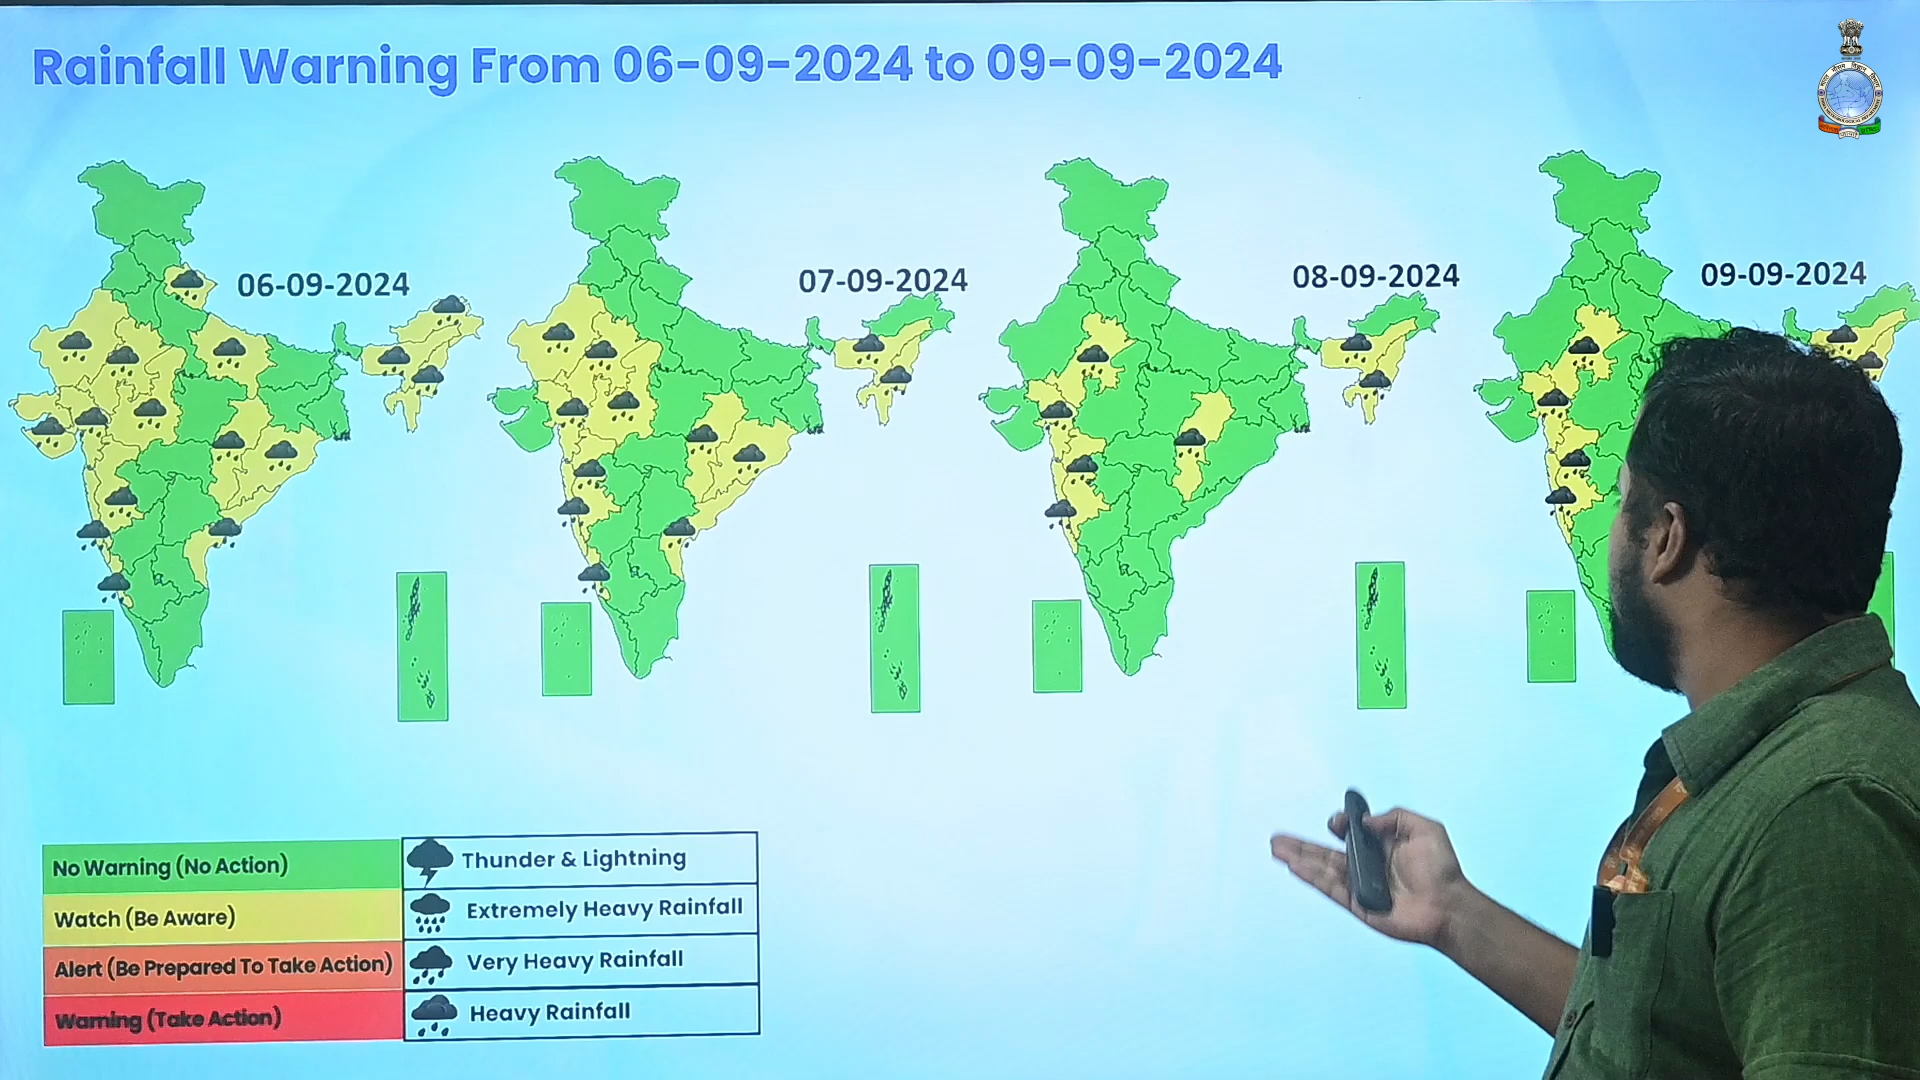 Rainfall Warning From 06-09-2024 to 09-09-2024
06-09-2024
07-09-2024
08-09-2024
09-09-2024
No Warning (No Action)
Watch (Be Aware)
Alert (Be Prepared To Take Action)
Warning (Take Action)
Thunder & Lightning
Extremely Heavy Rainfall
Very Heavy Rainfall
Heavy Rainfall